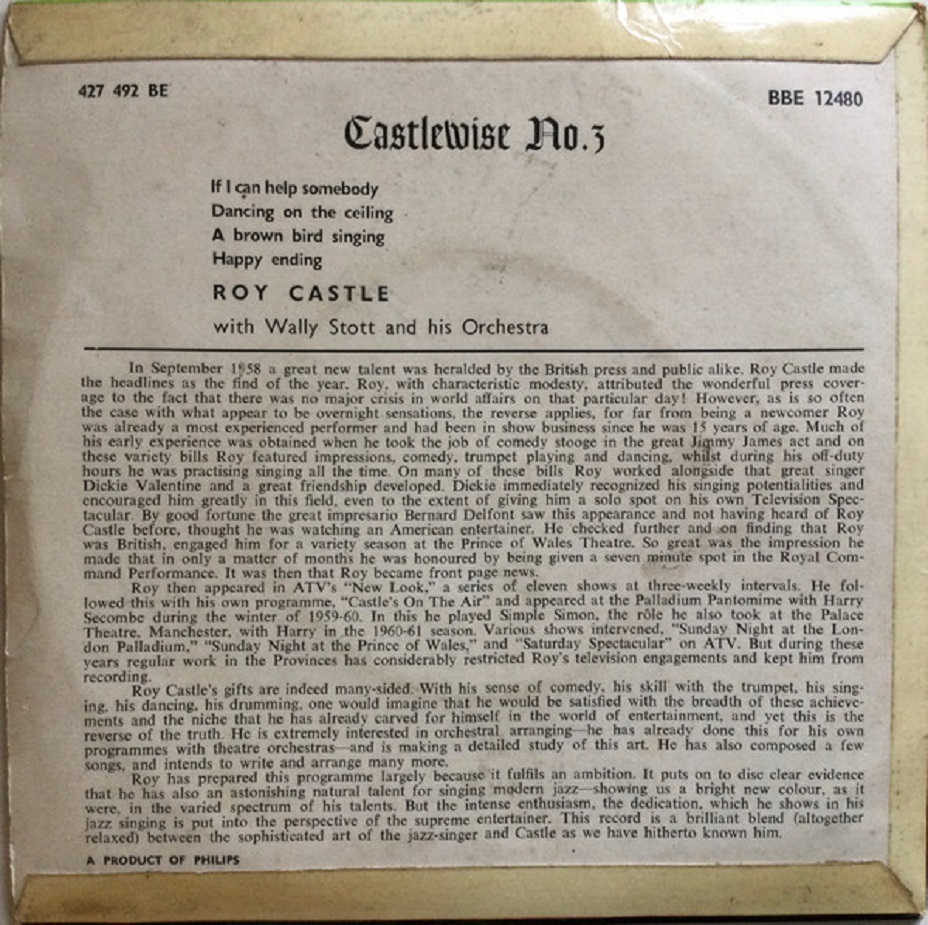 427 492 BE
BBE 12480
Castlewise No.3
If I can help somebody
Dancing on the ceiling
A brown bird singing
Happy ending
ROY CASTLE
with Wally Stott and his Orchestra
In September 1958 a great new talent was heralded by the British press and public alike. Roy Castle made
the headlines as the find of the year. Roy, with characteristic modesty, attributed the wonderful press cover-
age to the fact that there was no major crisis in world affairs on that particular day! However, as is so often
the case with what appear to be overnight sensations, the reverse applies, for far from being a newcomer Roy
was already a most experienced performer and had been in show business since he was 15 years of age. Much of
his early experience was obtained when he took the job of comedy stooge in the great Jimmy James act and on
these variety bills Roy featured impressions, comedy, trumpet playing and dancing, whilst during his off-duty
hours he was practising singing all the time. On many of these bills Roy worked alongside that great singer
Dickie Valentine and a great friendship developed. Dickie immediately recognized his singing potentialities and
encouraged him greatly in this field, even to the extent of giving him a solo spot on his own Television Spec-
tacular. By good fortune the great impresario Bernard Delfont saw this appearance and not having heard of Roy
Castle before, thought he was watching an American entertainer. He checked further and on finding that Roy
was British, engaged him for a variety season at the Prince of Wales Theatre. So great was the impression he
made that in only a matter of months he was honoured by being given a seven minute spot in the Royal Com-
mand Performance. It was then that Roy became front page news.
Roy then appeared in ATV's "New Look," a series of eleven shows at three-weekly intervals. He fol-
lowed this with his own programme, "Castle's On The Air" and appeared at the Palladium Pantomime with Harry
Secombe during the winter of 1959-60. In this he played Simple Simon, the rôle he also took at the Palace
Theatre, Manchester, with Harry in the 1960-61 season. Various shows intervened, "Sunday Night at the Lon-
don Palladium," "Sunday Night at the Prince of Wales," and "Saturday Spectacular" on ATV. But during these
years regular work in the Provinces has considerably restricted Roy's television engagements and kept him from
recording.
Roy Castle's gifts are indeed many-sided. With his sense of comedy, his skill with the trumpet, his sing-
ing, his dancing, his drumming, one would imagine that he would be satisfied with the breadth of these achieve-
ments and the niche that he has already carved for himself in the world of entertainment, and yet this is the
reverse of the truth. He is extremely interested in orchestral arranging—he has already done this for his own
programmes with theatre orchestras—and is making a detailed study of this art. He has also composed a few
songs, and intends to write and arrange many more.
Roy has prepared this programme largely because it fulfils an ambition. It puts on to disc clear evidence
that he has also an astonishing natural talent for singing modern jazz—showing us a bright new colour, as it
were, in the varied spectrum of his talents. But the intense enthusiasm, the dedication, which he shows in his
jazz singing is put into the perspective of the supreme entertainer. This record is a brilliant blend (altogether
relaxed) between the sophisticated art of the jazz-singer and Castle as we have hitherto known him.
A PRODUCT OF PHILIPS